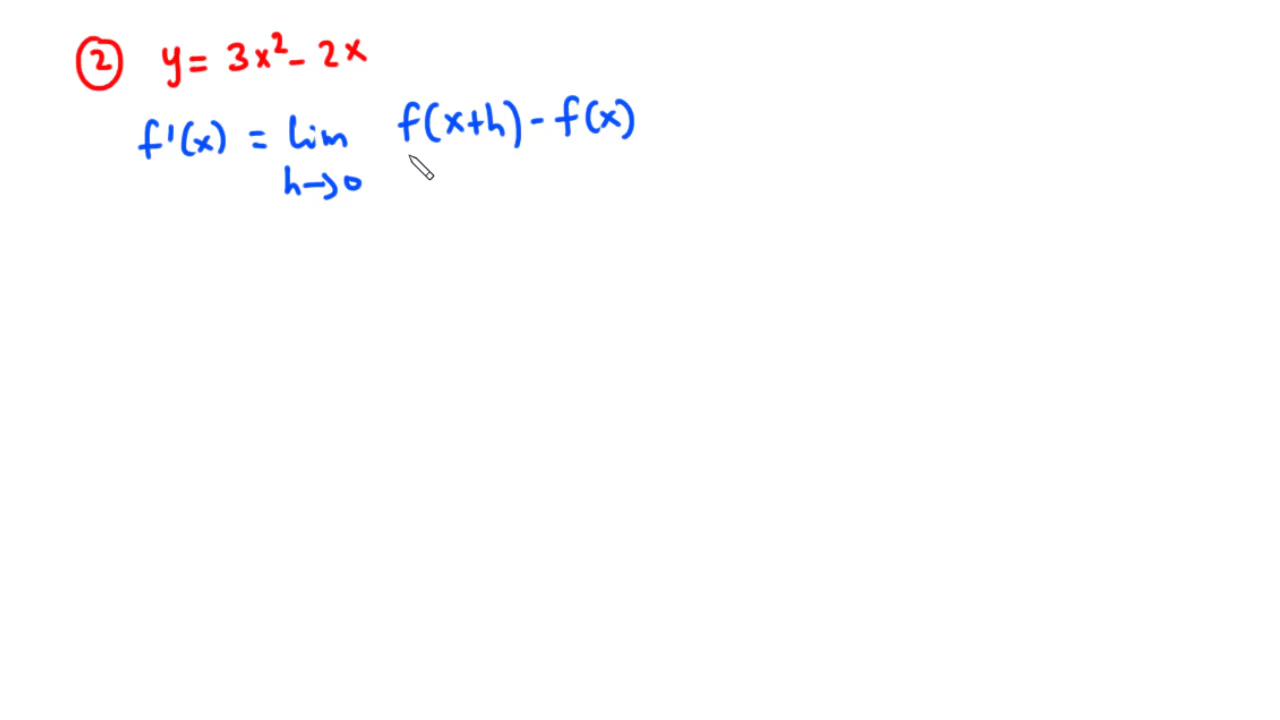 ② y = 3x² - 2x
f'(x) = lim f(x+h) - f(x)
h→0